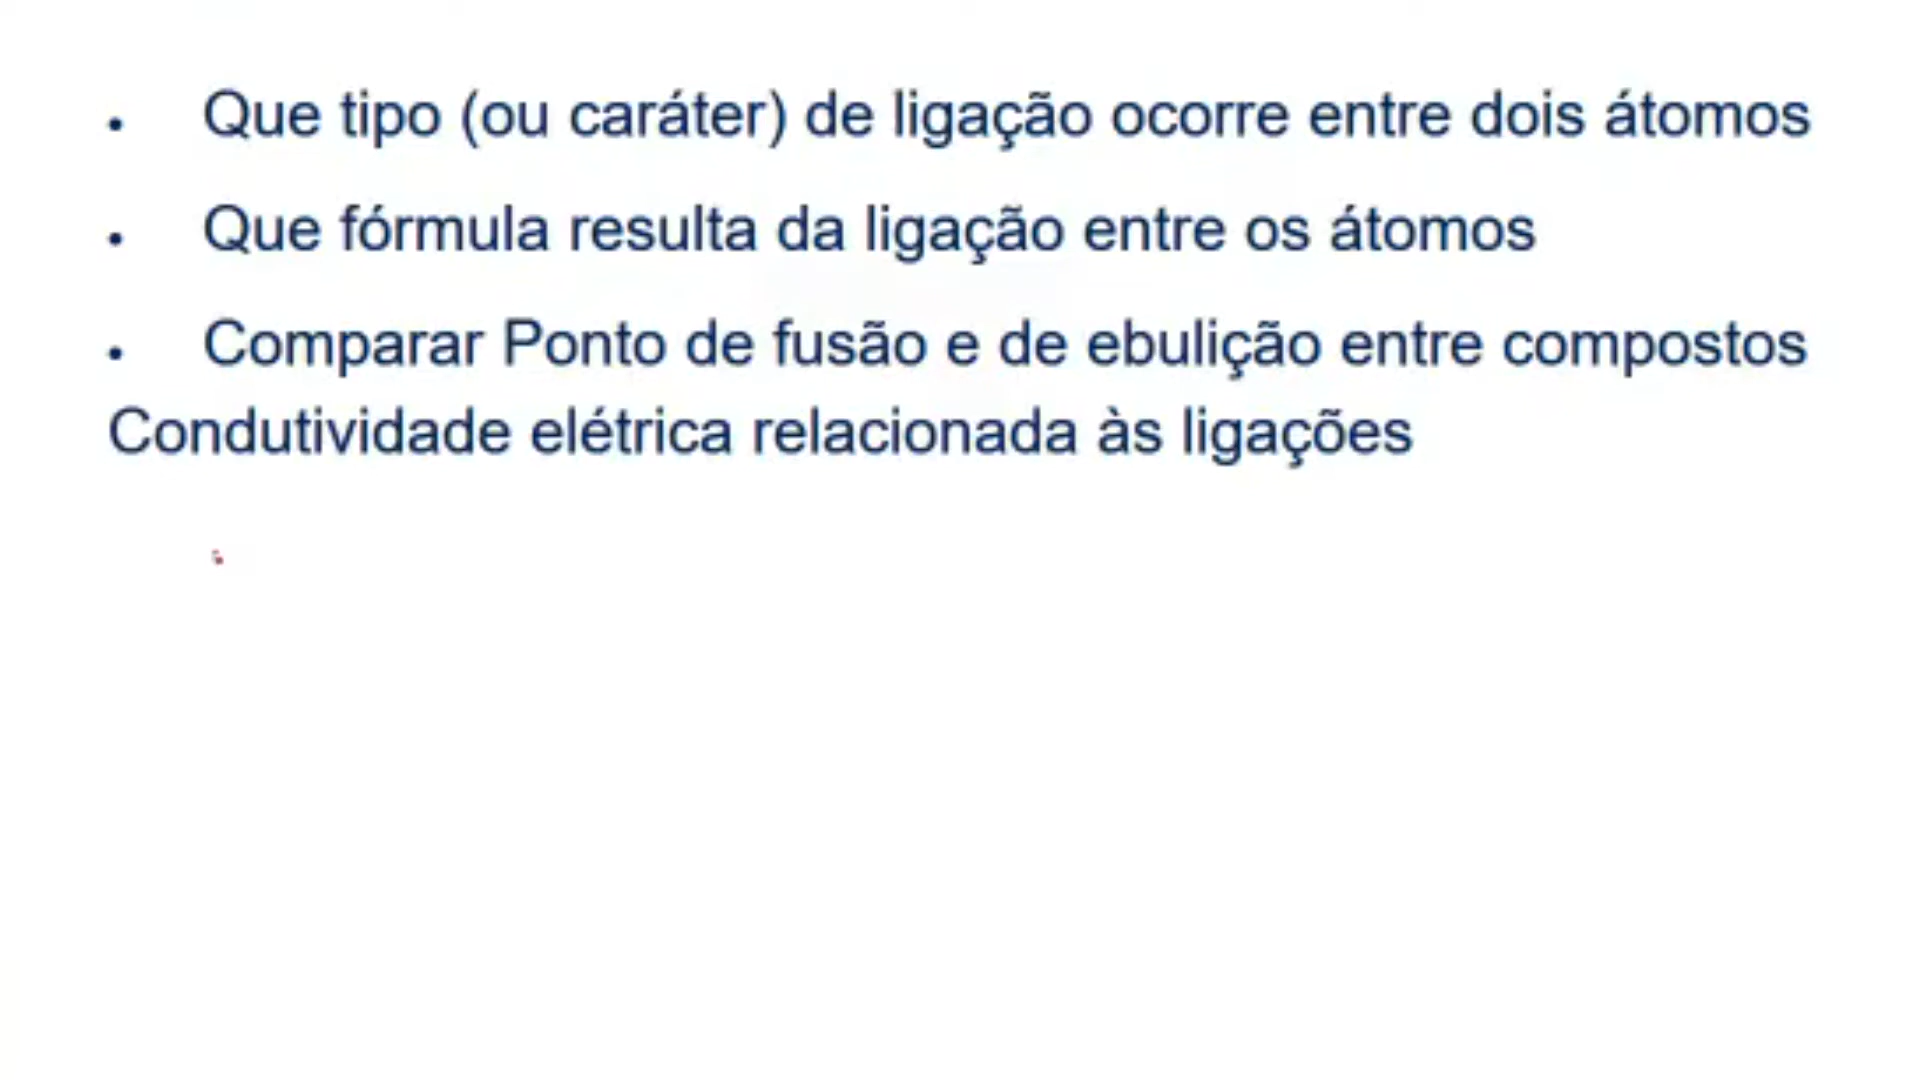 • Que tipo (ou caráter) de ligação ocorre entre dois átomos
• Que fórmula resulta da ligação entre os átomos
• Comparar Ponto de fusão e de ebulição entre compostos
Condutividade elétrica relacionada às ligações